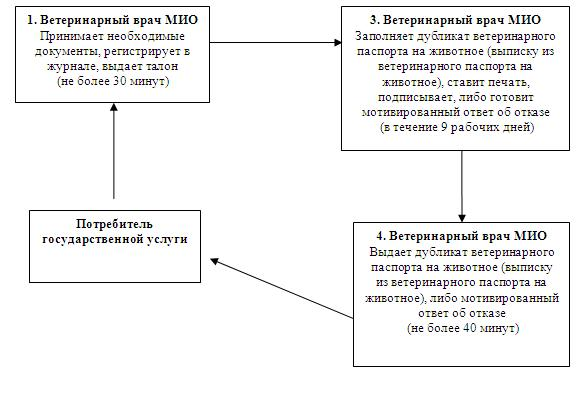 1. Ветеринарный врач МИО
Принимает необходимые
документы, регистрирует в
журнале, выдает талон
(не более 30 минут)
3. Ветеринарный врач МИО
Заполняет дубликат ветеринарного
паспорта на животное (выписку из
ветеринарного паспорта на
животное), ставит печать,
подписывает, либо готовит
мотивированный ответ об отказе
(в течение 9 рабочих дней)
Потребитель
государственной услуги
4. Ветеринарный врач МИО
Выдает дубликат ветеринарного
паспорта на животное (выписку
из ветеринарного паспорта на
животное), либо мотивированный
ответ об отказе
(не более 40 минут)